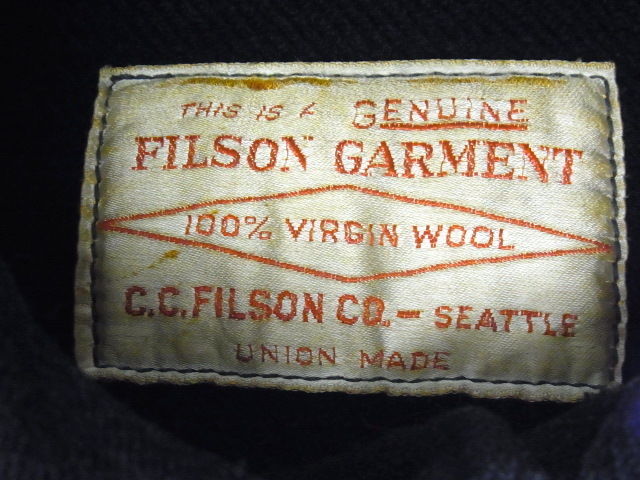 THIS IS A GENUINE
FILSON GARMENT
100% VIRGIN WOOL
C.C. FILSON CO. - SEATTLE
UNION MADE